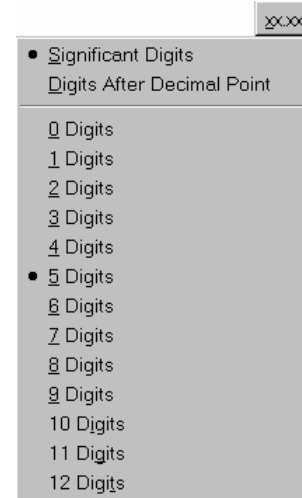 xx.xx
Significant Digits
Digits After Decimal Point
0 Digits
1 Digits
2 Digits
3 Digits
4 Digits
5 Digits
6 Digits
7 Digits
8 Digits
9 Digits
10 Digits
11 Digits
12 Digits